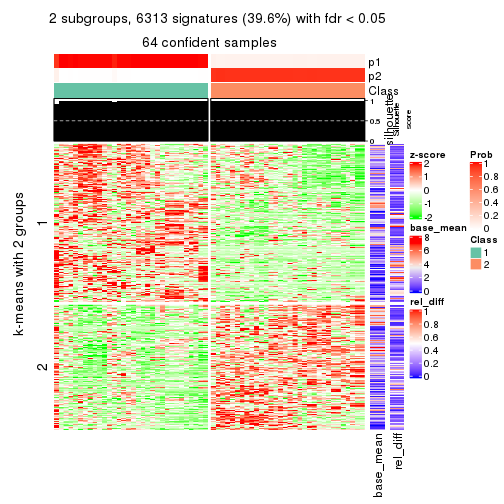 2 subgroups, 6313 signatures (39.6%) with fdr < 0.05
64 confident samples
p1
p2
Class
1
0.5
0
silhouette
Silhouette
score
k-means with 2 groups
1
2
base_mean
rel_diff
z-score
2
1
0
-1
-2
base_mean
8
6
4
2
0
rel_diff
1
0.8
0.6
0.4
0.2
0
Prob
1
0.8
0.6
0.4
0.2
0
Class
1
2